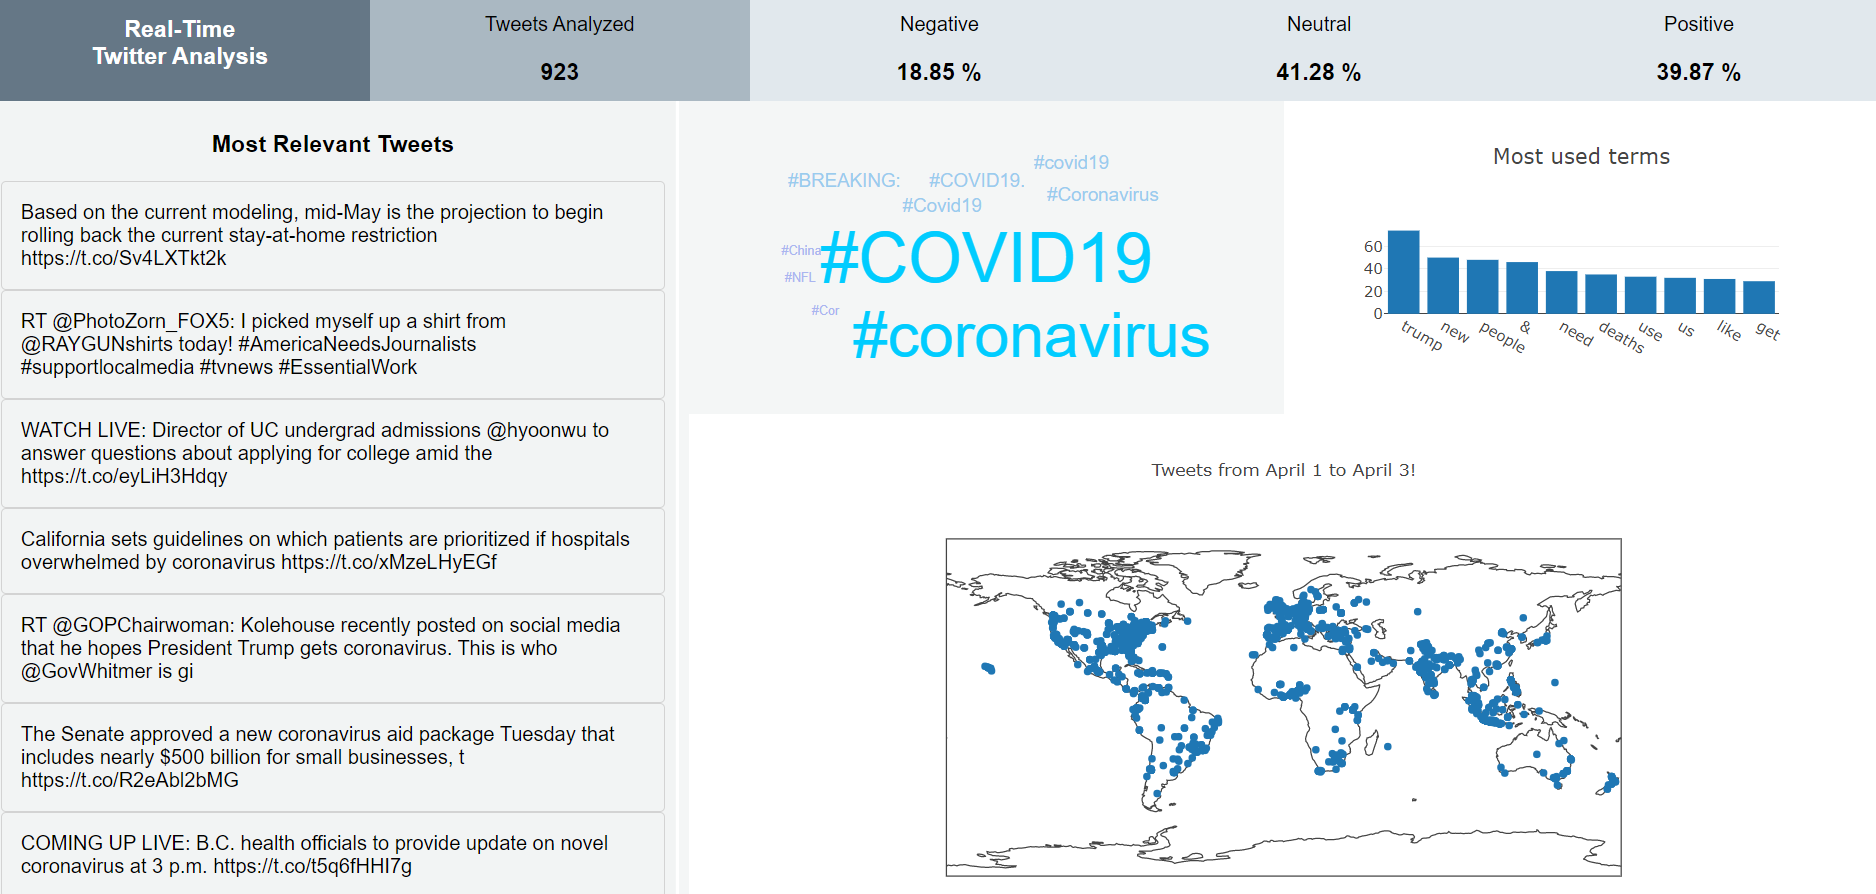 Real-Time
Twitter Analysis
Tweets Analyzed
923
Negative
18.85 %
Neutral
41.28 %
Positive
39.87 %
Most Relevant Tweets
Based on the current modeling, mid-May is the projection to begin
rolling back the current stay-at-home restriction
https://t.co/Sv4LXTkt2k
RT @PhotoZorn_FOX5: I picked myself up a shirt from
@RAYGUNshirts today! #AmericaNeedsJournalists
#supportlocalmedia #tvnews #EssentialWork
WATCH LIVE: Director of UC undergrad admissions @hyoonwu to
answer questions about applying for college amid the
https://t.co/eyLiH3Hdqy
California sets guidelines on which patients are prioritized if hospitals
overwhelmed by coronavirus https://t.co/xMzeLHyEGf
RT @GOPChairwoman: Kolehouse recently posted on social media
that he hopes President Trump gets coronavirus. This is who
@GovWhitmer is gi
The Senate approved a new coronavirus aid package Tuesday that
includes nearly $500 billion for small businesses, t
https://t.co/R2eAbl2bMG
COMING UP LIVE: B.C. health officials to provide update on novel
coronavirus at 3 p.m. https://t.co/t5q6fHHI7g
#covid19
#BREAKING:
#COVID19.
#Coronavirus
#Covid19
#China
#COVID19
#NFL
#Cor
#coronavirus
Most used terms
60
40
20
0
trump
new
people
&
need
deaths
use
us
like
get
Tweets from April 1 to April 3!